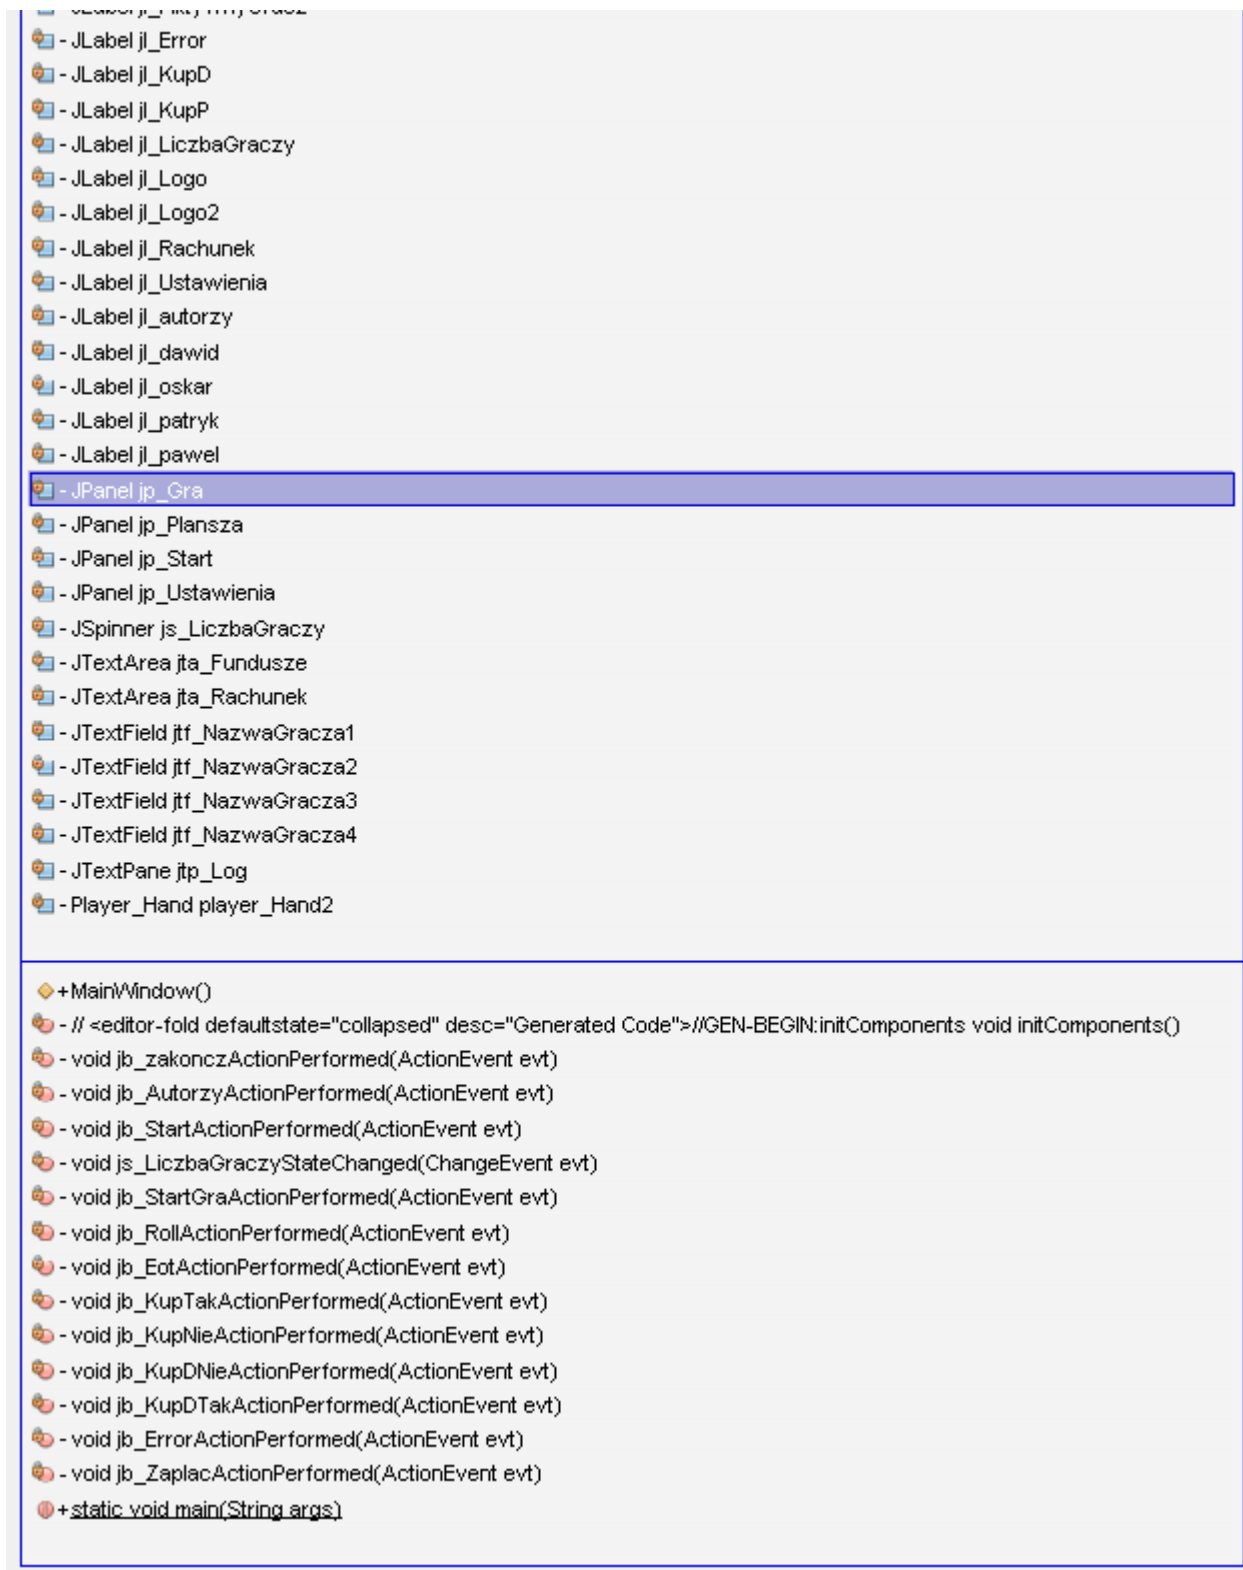 - JLabel jl_Error
- JLabel jl_KupD
- JLabel jl_KupP
- JLabel jl_LiczbaGraczy
- JLabel jl_Logo
- JLabel jl_Logo2
- JLabel jl_Rachunek
- JLabel jl_Ustawienia
- JLabel jl_autorzy
- JLabel jl_dawid
- JLabel jl_oskar
- JLabel jl_patryk
- JLabel jl_pawel
- JPanel jp_Gra
- JPanel jp_Plansza
- JPanel jp_Start
- JPanel jp_Ustawienia
- JSpinner js_LiczbaGraczy
- JTextArea jta_Fundusze
- JTextArea jta_Rachunek
- JTextField jtf_NazwaGracza1
- JTextField jtf_NazwaGracza2
- JTextField jtf_NazwaGracza3
- JTextField jtf_NazwaGracza4
- JTextPane jtp_Log
- Player_Hand player_Hand2
+MainWindow()
- // <editor-fold defaultstate="collapsed" desc="Generated Code">//GEN-BEGIN:initComponents void initComponents()
- void jb_zakonczActionPerformed(ActionEvent evt)
- void jb_AutorzyActionPerformed(ActionEvent evt)
- void jb_StartActionPerformed(ActionEvent evt)
- void js_LiczbaGraczyStateChanged(ChangeEvent evt)
- void jb_StartGraActionPerformed(ActionEvent evt)
- void jb_RollActionPerformed(ActionEvent evt)
- void jb_EotActionPerformed(ActionEvent evt)
- void jb_KupTakActionPerformed(ActionEvent evt)
- void jb_KupNieActionPerformed(ActionEvent evt)
- void jb_KupDNieActionPerformed(ActionEvent evt)
- void jb_KupDTakActionPerformed(ActionEvent evt)
- void jb_ErrorActionPerformed(ActionEvent evt)
- void jb_ZaplacActionPerformed(ActionEvent evt)
+static void main(String args)